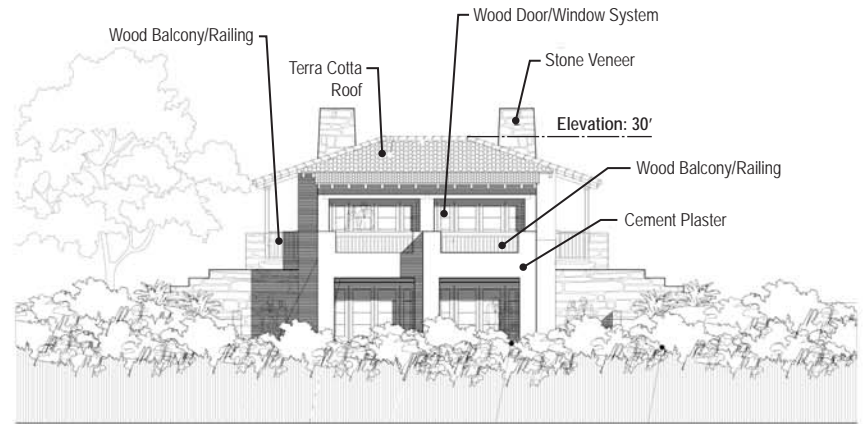 Wood Door/Window System
Wood Balcony/Railing
Stone Veneer
Terra Cotta
Roof
Elevation: 30′
Wood Balcony/Railing
Cement Plaster